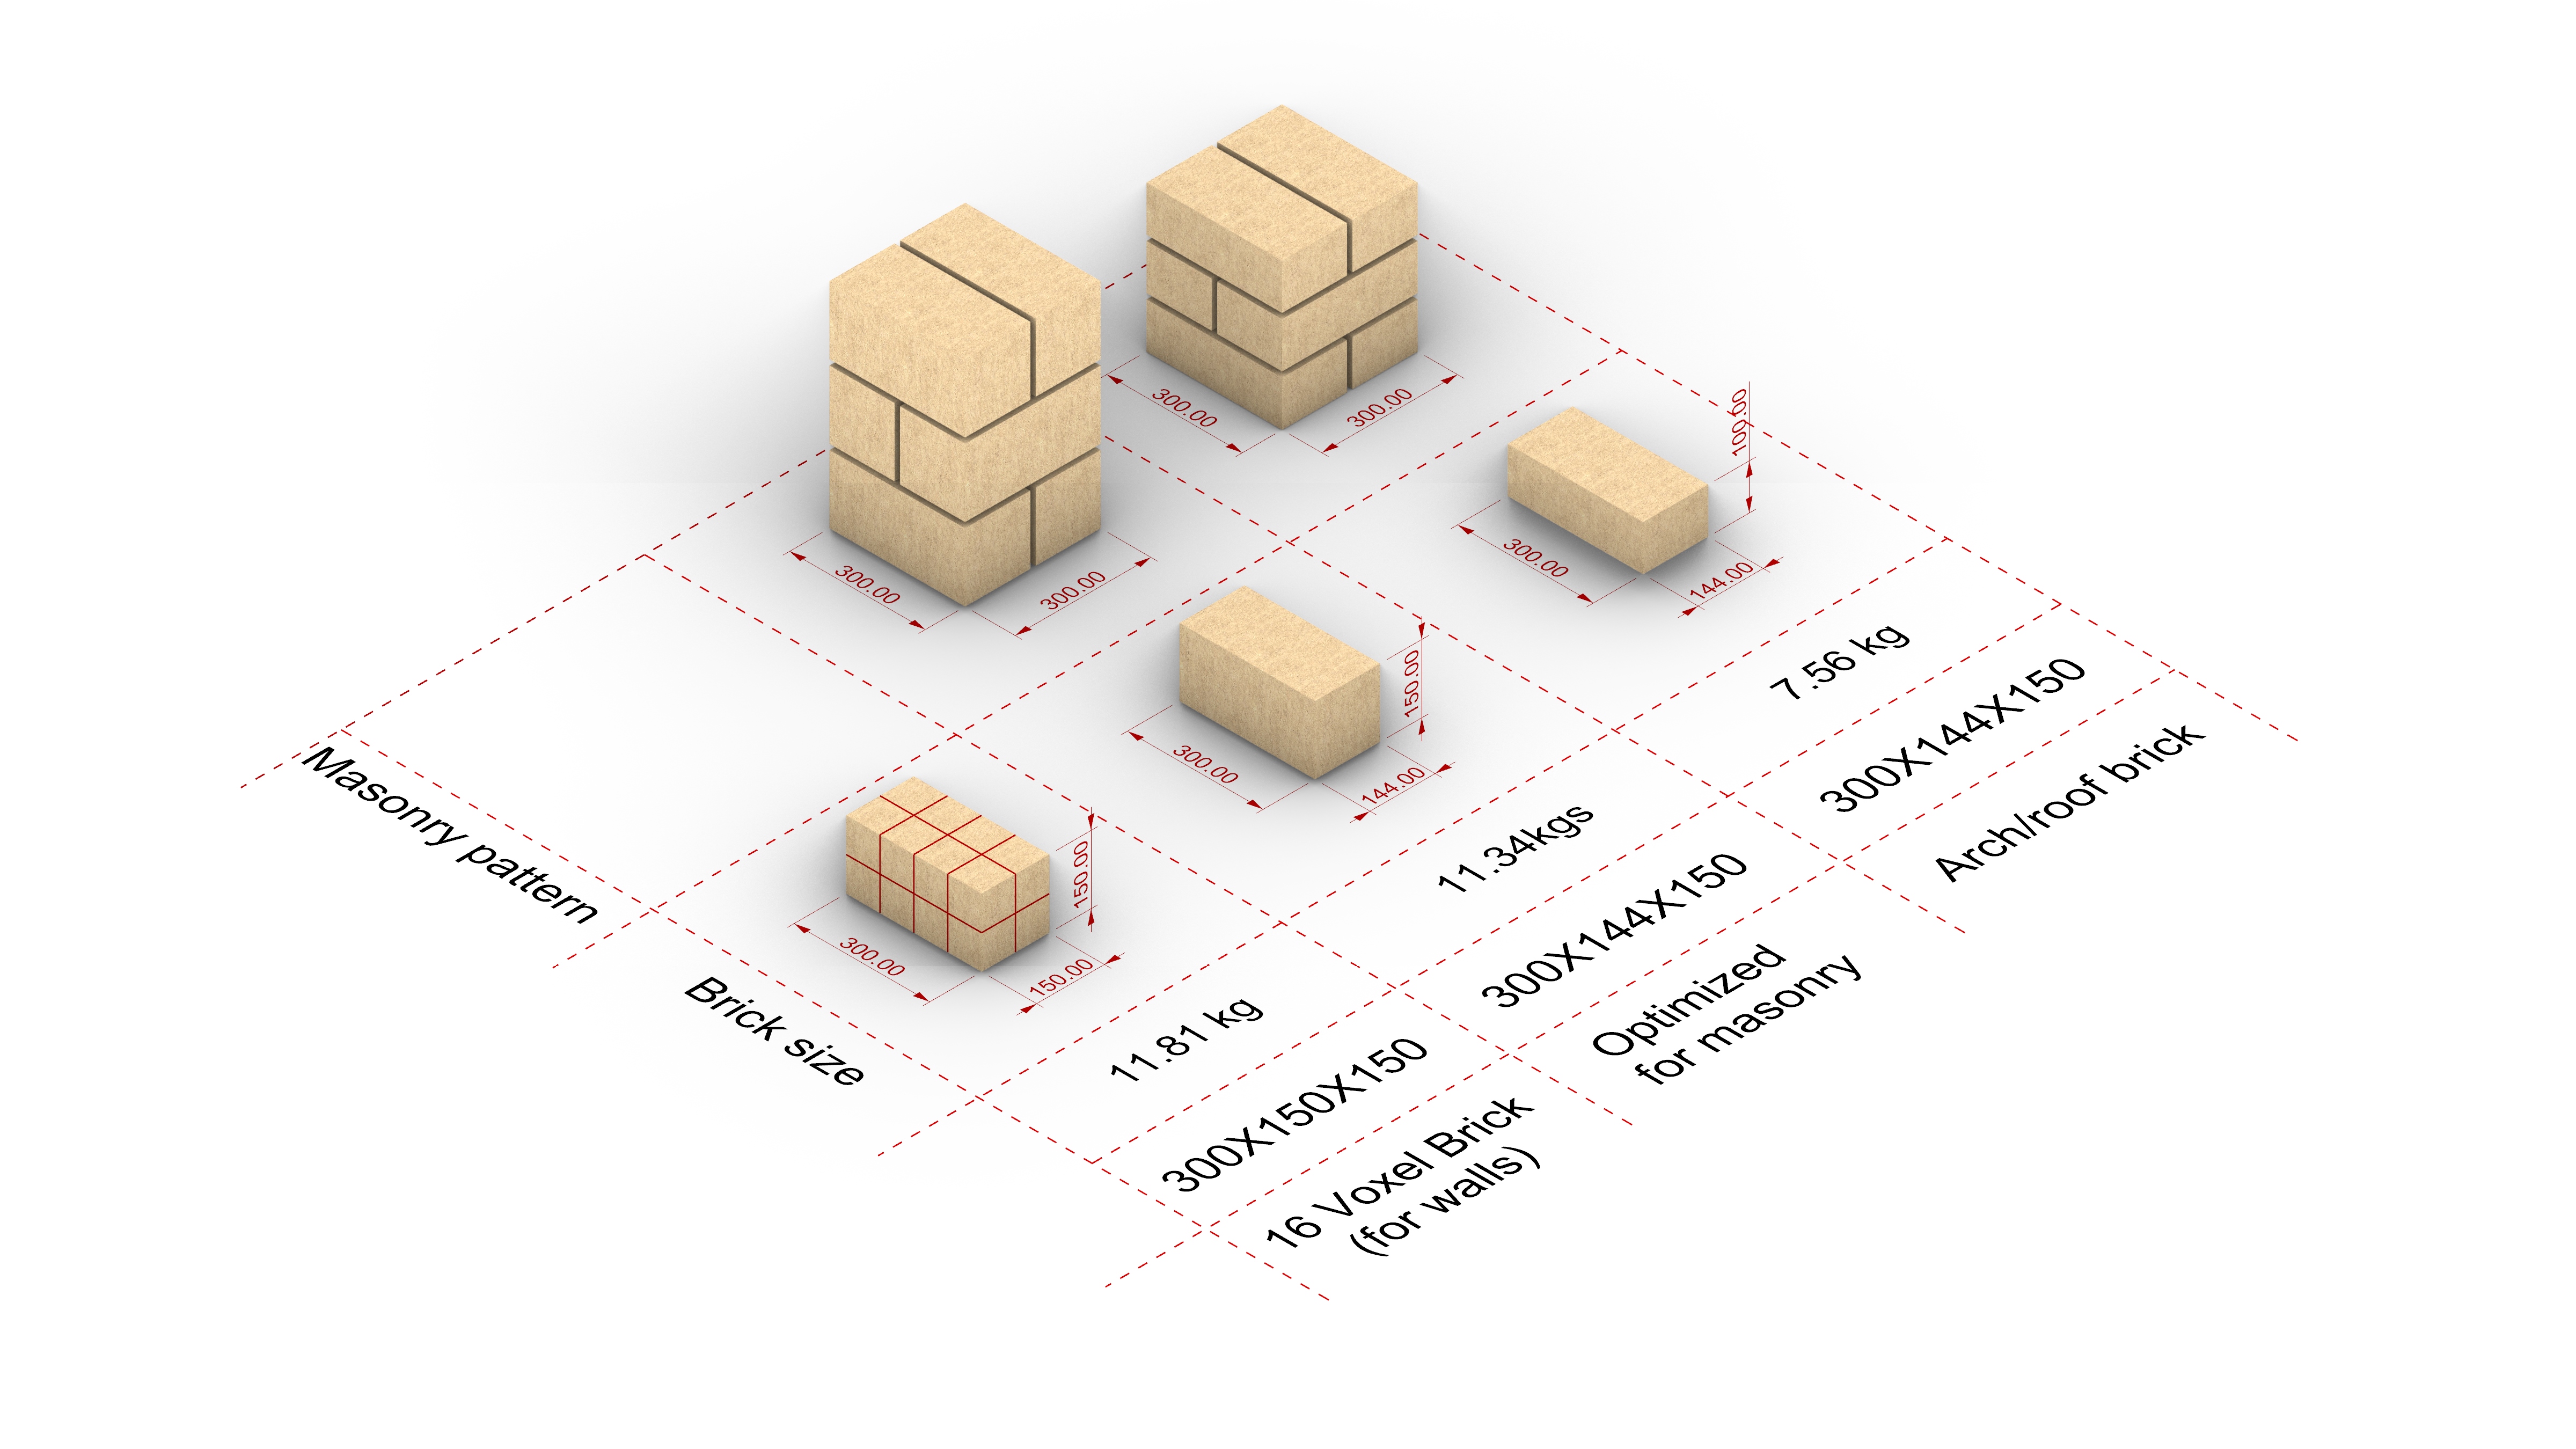 300.00
300.00
300.00
300.00
100.00
300.00
144.00
150.00
300.00
144.00
150.00
300.00
150.00
7.56 kg
300X144X150
Arch/roof brick
11.34kgs
300X144X150
Optimized
for masonry
11.81 kg
300X150X150
16 Voxel Brick
(for walls)
Masonry pattern
Brick size